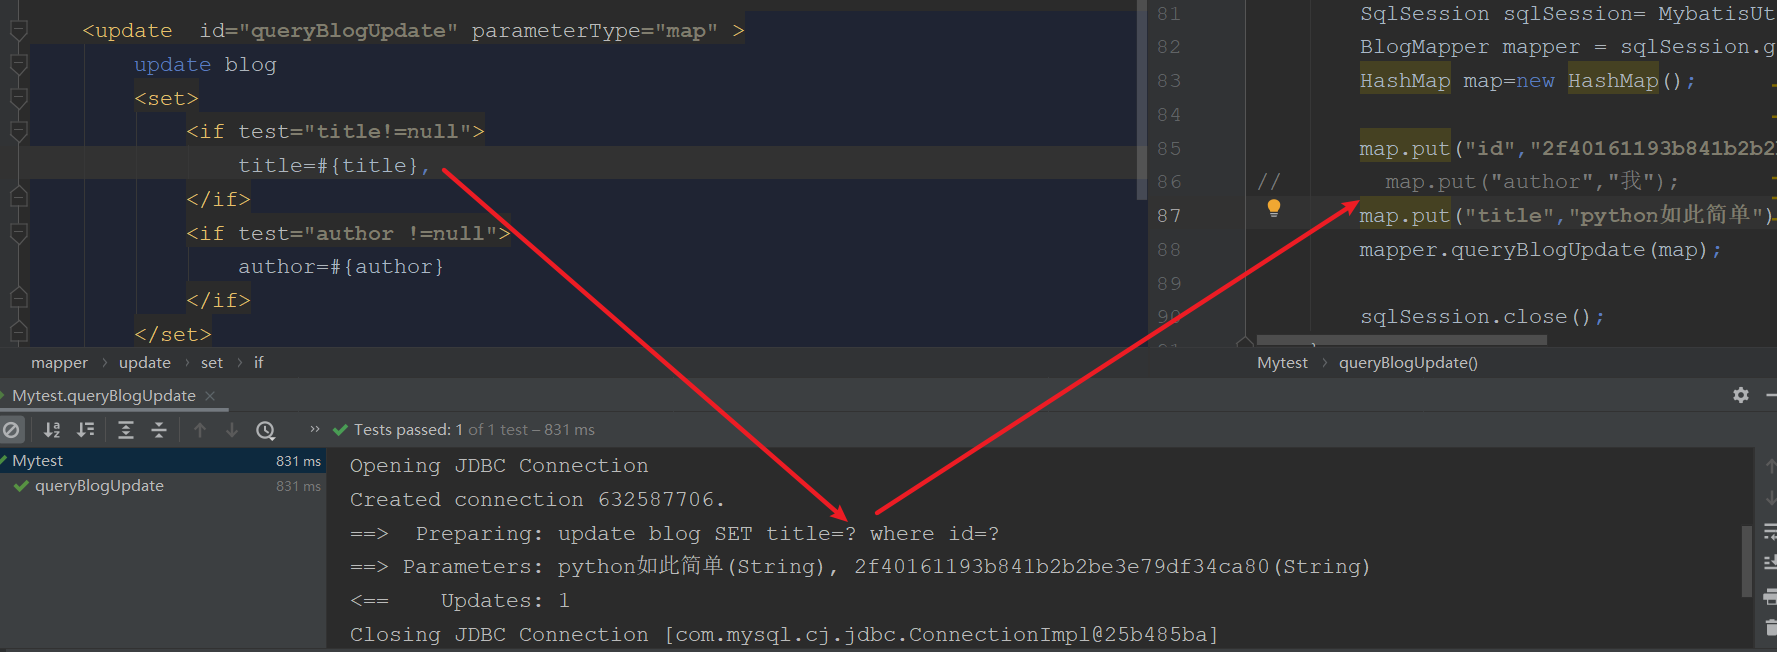 <update  id="queryBlogUpdate" parameterType="map" >
update blog
<set>
<if test="title!=null">
title=#{title},
</if>
<if test="author !=null">
author=#{author}
</if>
</set>
mapper › update › set › if
81 SqlSession sqlSession= MybatisUt
82 BlogMapper mapper = sqlSession.g
83 HashMap map=new HashMap();
84
85 map.put("id","2f40161193b841b2b2
86 // map.put("author","我");
87 map.put("title","python如此简单")
88 mapper.queryBlogUpdate(map);
89
90 sqlSession.close();
Mytest › queryBlogUpdate()
Mytest.queryBlogUpdate ×
» Tests passed: 1 of 1 test – 831 ms
Mytest 831 ms
queryBlogUpdate 831 ms
Opening JDBC Connection
Created connection 632587706.
==>  Preparing: update blog SET title=? where id=?
==> Parameters: python如此简单(String), 2f40161193b841b2b2be3e79df34ca80(String)
<==    Updates: 1
Closing JDBC Connection [com.mysql.cj.jdbc.ConnectionImpl@25b485ba]